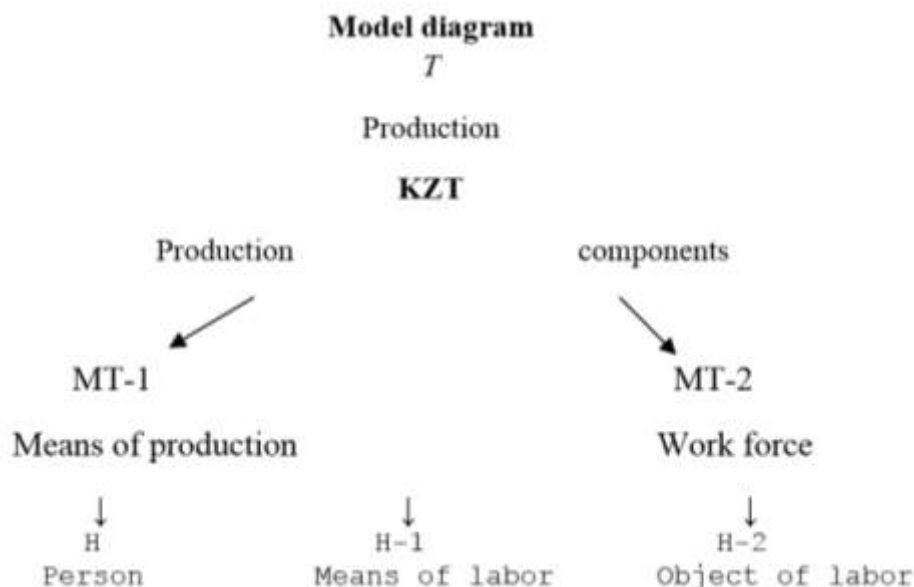 Model diagram
T
Production
KZT
Production components
MT-1 MT-2
Means of production Work force
H H-1 H-2
Person Means of labor Object of labor